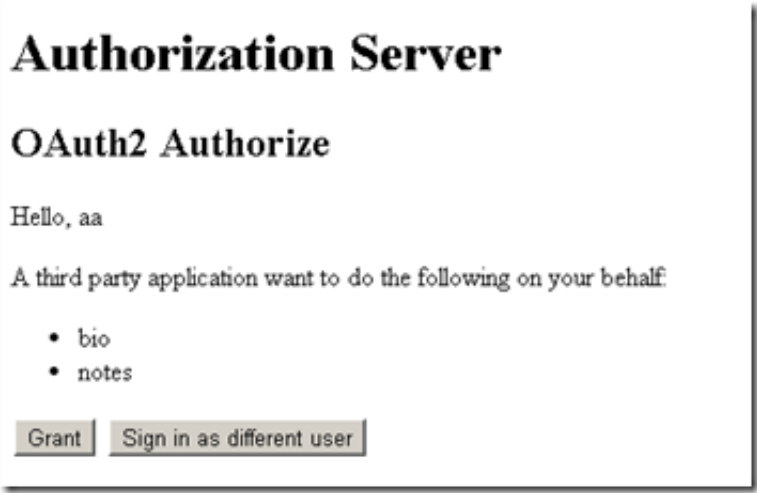 Authorization Server
OAuth2 Authorize
Hello, aa
A third party application want to do the following on your behalf:
• bio
• notes
Grant Sign in as different user